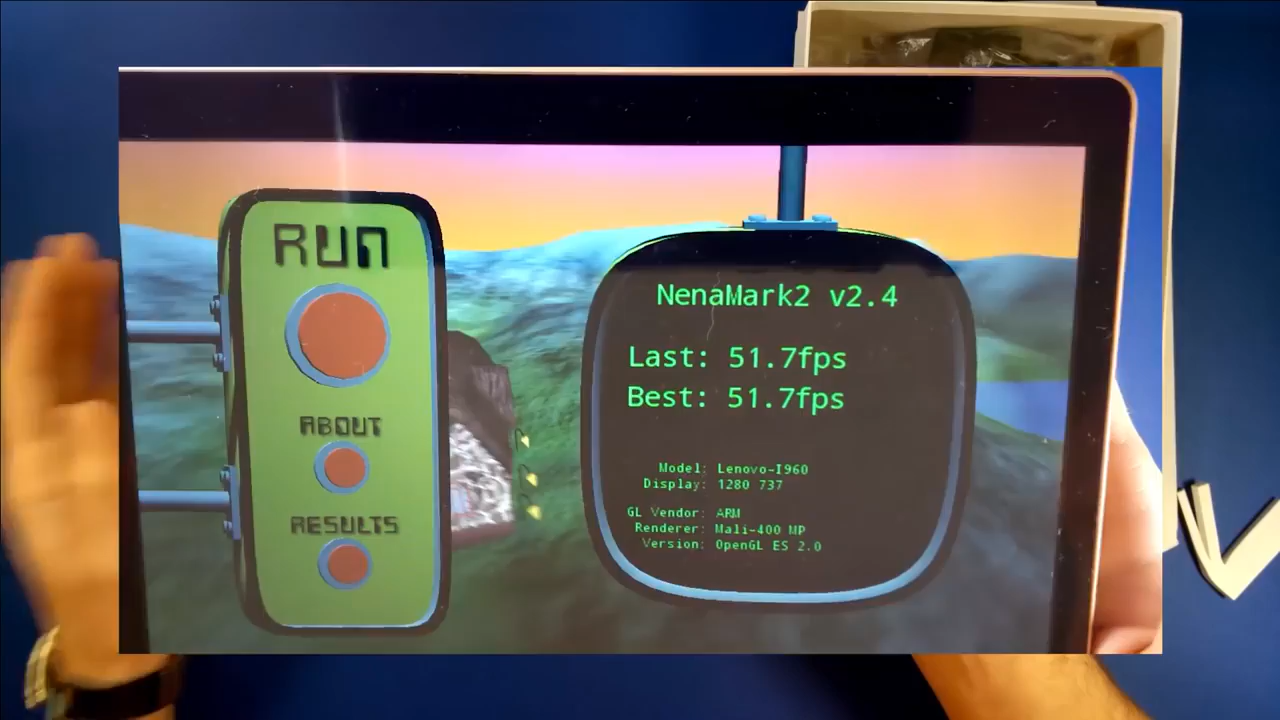 RUN
ABOUT
RESULTS
NenaMark2 v2.4
Last: 51.7fps
Best: 51.7fps
Model: Lenovo-I960
Display: 1280 737
GL Vendor: ARM
Renderer: Mali-400 MP
Version: OpenGL ES 2.0